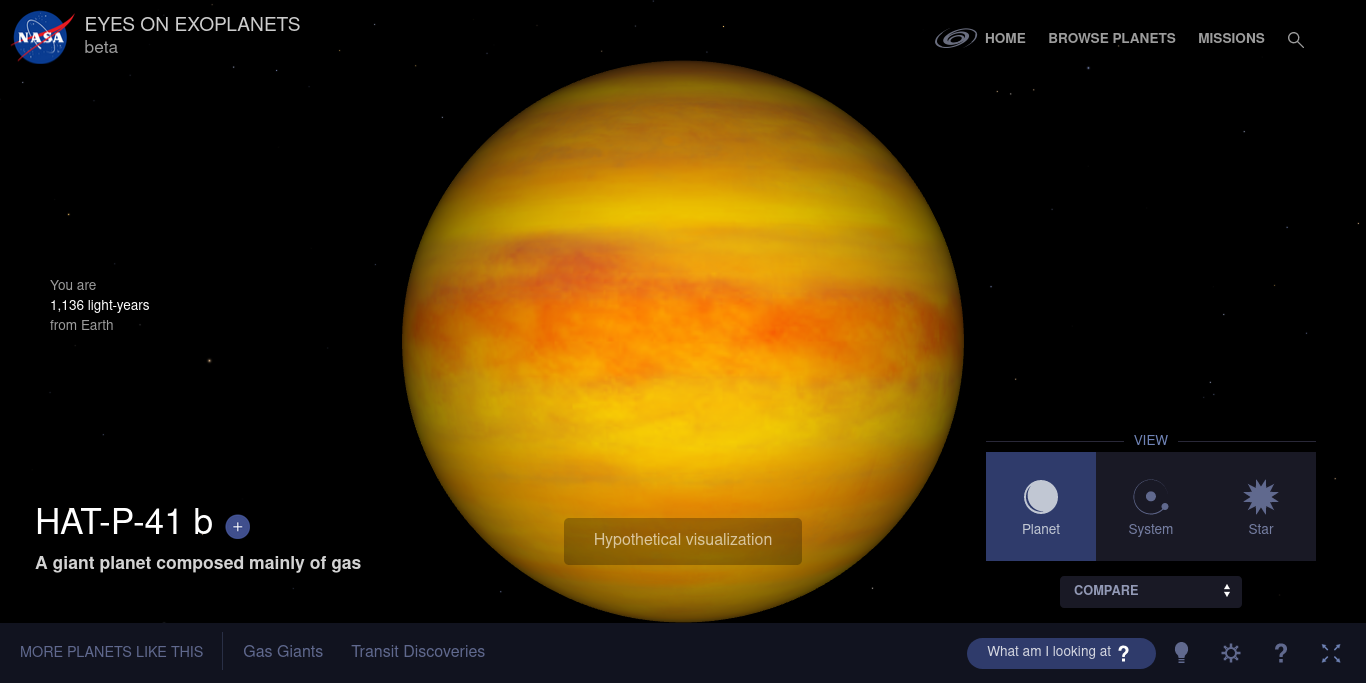 NASA
EYES ON EXOPLANETS
beta
HOME
BROWSE PLANETS
MISSIONS
You are
1,136 light-years
from Earth
HAT-P-41 b +
A giant planet composed mainly of gas
Hypothetical visualization
VIEW
Planet
System
Star
COMPARE
MORE PLANETS LIKE THIS
Gas Giants
Transit Discoveries
What am I looking at ?
?